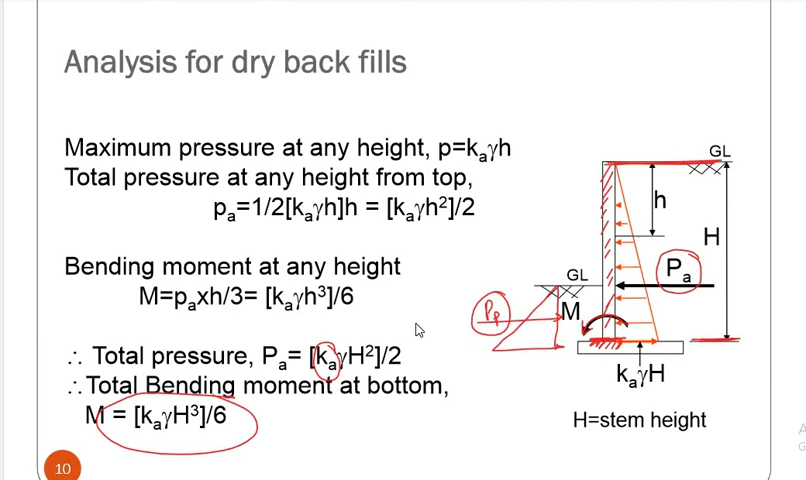 Analysis for dry back fills
Maximum pressure at any height, p=kₐγh
Total pressure at any height from top,
pₐ=1/2[kₐγh]h = [kₐγh²]/2
Bending moment at any height
M=pₐxh/3= [kₐγh³]/6
∴ Total pressure, Pₐ= [kₐγH²]/2
∴Total Bending moment at bottom,
M = [kₐγH³]/6
10
GL
h
H
Pₐ
GL
Pₚ
M
kₐγH
H=stem height
A
G